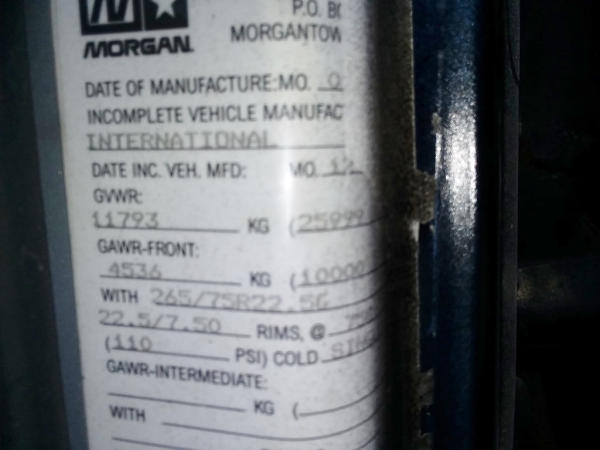 MORGAN
P.O.
MORGANTOW
DATE OF MANUFACTURE: MO. 0
INCOMPLETE VEHICLE MANUFAC
INTERNATIONAL
DATE INC. VEH. MFD: MO. 12
GVWR:
11793 KG (25999
GAWR-FRONT:
4536 KG (10000
WITH 265/75R22.5G
22.5/7.50 RIMS, @
(110 PSI) COLD
GAWR-INTERMEDIATE:
KG (
WITH